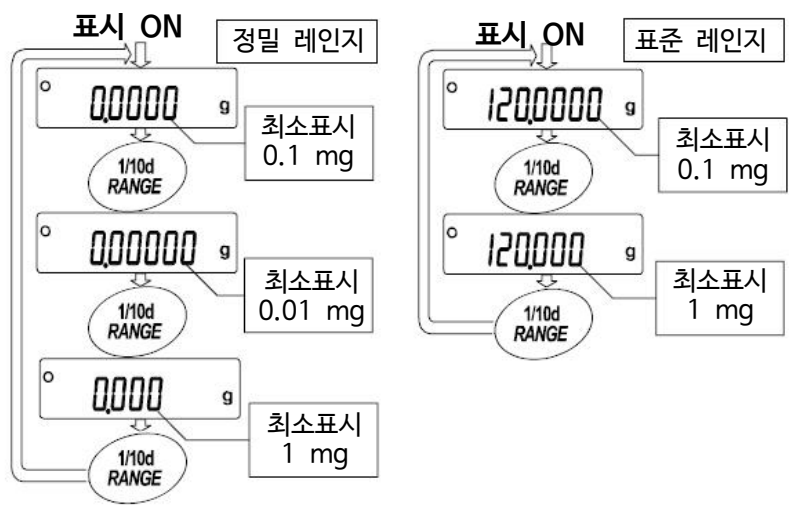 표시 ON
정밀 레인지
0.0000 g
최소표시
0.1 mg
1/10d
RANGE
0.00000 g
최소표시
0.01 mg
1/10d
RANGE
0.000 g
최소표시
1 mg
1/10d
RANGE
표시 ON
표준 레인지
120.0000 g
최소표시
0.1 mg
1/10d
RANGE
120.000 g
최소표시
1 mg
1/10d
RANGE